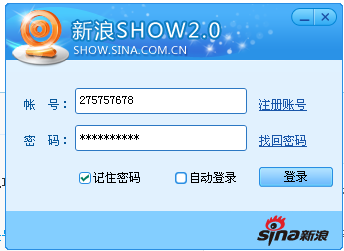 新浪SHOW2.0
SHOW.SINA.COM.CN
帐 号： 275757678 注册账号
密 码： ********** 找回密码
记住密码 自动登录 登录
sina新浪